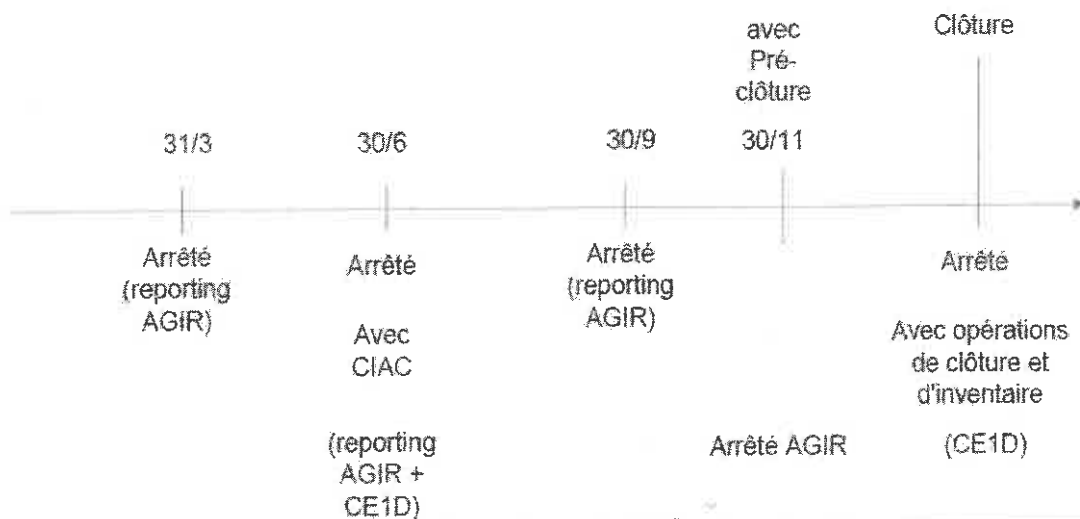 Clôture
avec
Pré-
clôture
31/3
30/6
30/9
30/11
Arrêté
(reporting
AGIR)
Arrêté
Avec
CIAC
(reporting
AGIR +
CE1D)
Arrêté
(reporting
AGIR)
Arrêté AGIR
Arrêté
Avec opérations
de clôture et
d'inventaire
(CE1D)